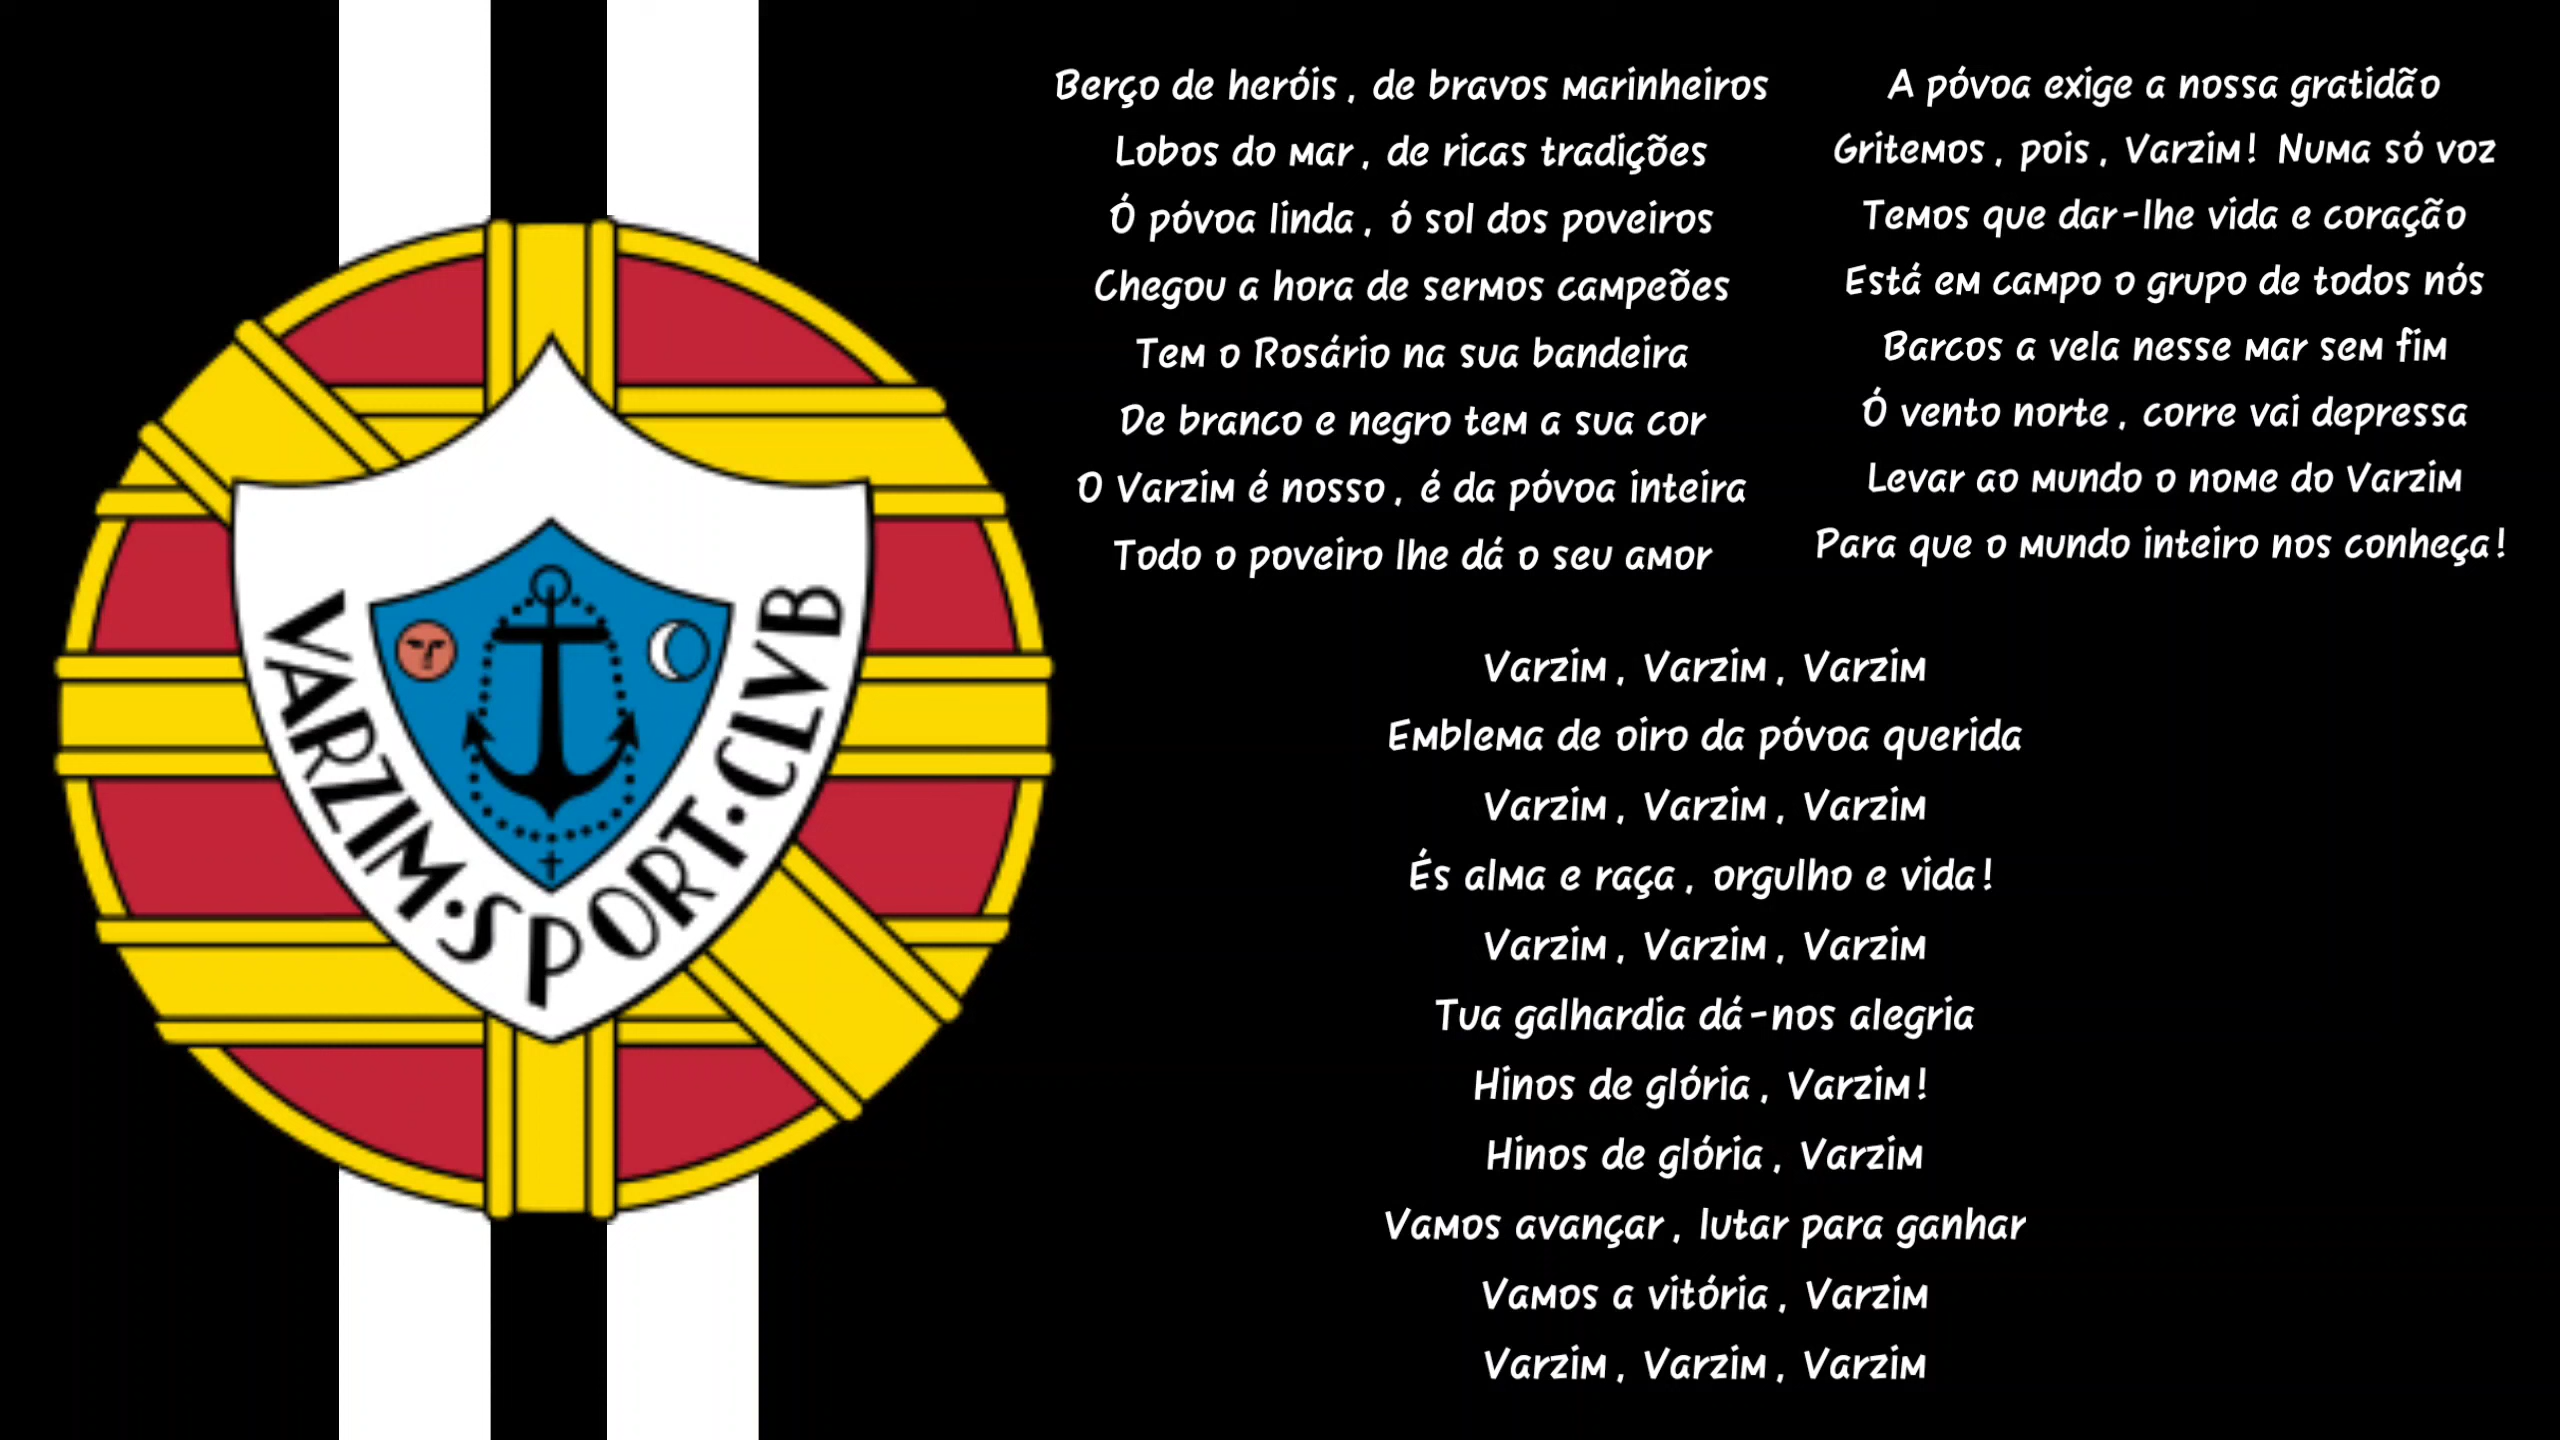 VARZIM·SPORT·CLVB
Berço de heróis, de bravos marinheiros
Lobos do mar, de ricas tradições
Ó póvoa linda, ó sol dos poveiros
Chegou a hora de sermos campeões
Tem o Rosário na sua bandeira
De branco e negro tem a sua cor
O Varzim é nosso, é da póvoa inteira
Todo o poveiro lhe dá o seu amor
A póvoa exige a nossa gratidão
Gritemos, pois, Varzim! Numa só voz
Temos que dar-lhe vida e coração
Está em campo o grupo de todos nós
Barcos a vela nesse mar sem fim
Ó vento norte, corre vai depressa
Levar ao mundo o nome do Varzim
Para que o mundo inteiro nos conheça!
Varzim, Varzim, Varzim
Emblema de oiro da póvoa querida
Varzim, Varzim, Varzim
És alma e raça, orgulho e vida!
Varzim, Varzim, Varzim
Tua galhardia dá-nos alegria
Hinos de glória, Varzim!
Hinos de glória, Varzim
Vamos avançar, lutar para ganhar
Vamos a vitória, Varzim
Varzim, Varzim, Varzim